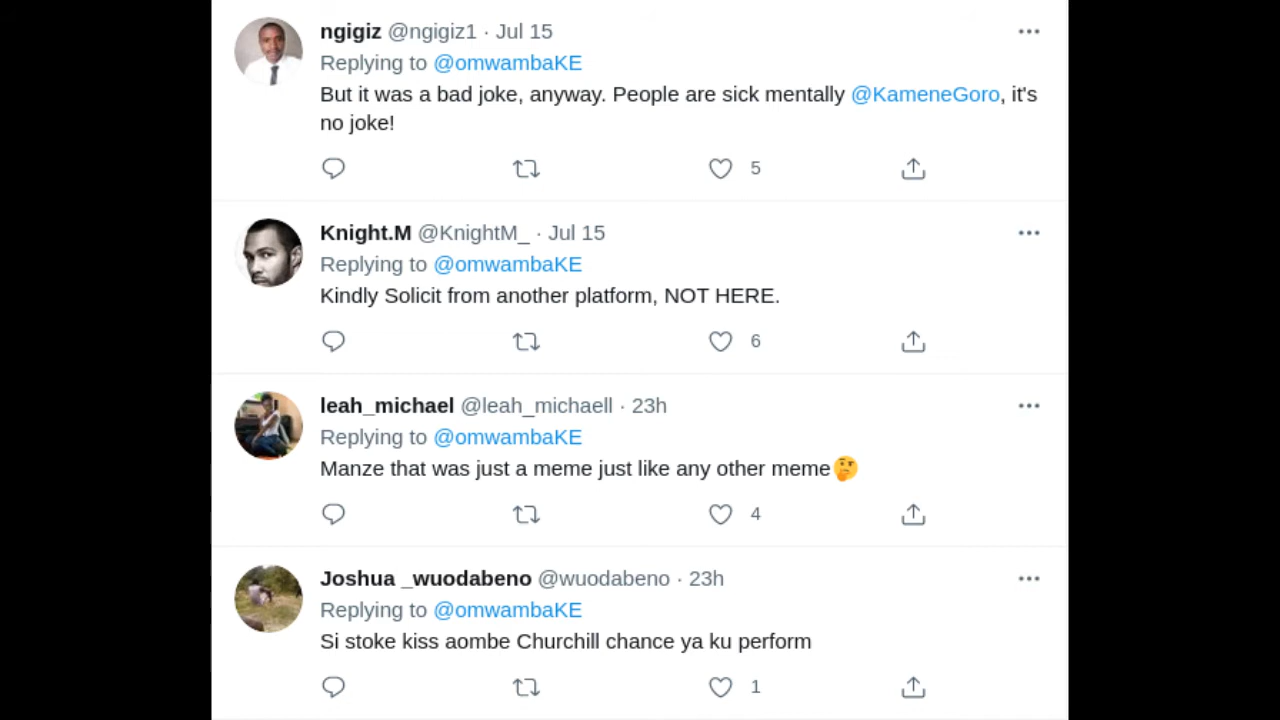 ngigiz @ngigiz1 · Jul 15
Replying to @omwambaKE
But it was a bad joke, anyway. People are sick mentally @KameneGoro, it's
no joke!
5
Knight.M @KnightM_ · Jul 15
Replying to @omwambaKE
Kindly Solicit from another platform, NOT HERE.
6
leah_michael @leah_michaell · 23h
Replying to @omwambaKE
Manze that was just a meme just like any other meme🤔
4
Joshua _wuodabeno @wuodabeno · 23h
Replying to @omwambaKE
Si stoke kiss aombe Churchill chance ya ku perform
1